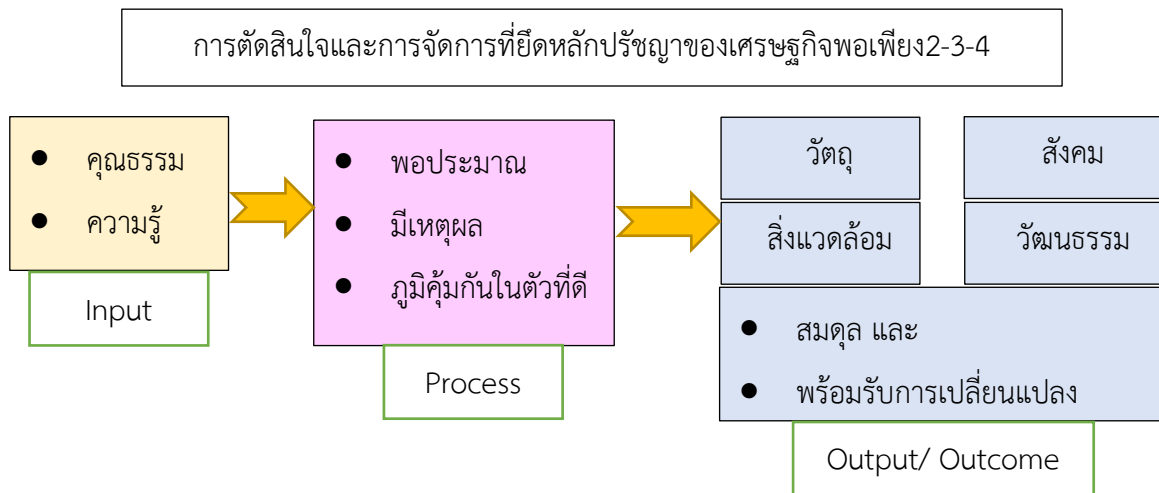 การตัดสินใจและการจัดการที่ยึดหลักปรัชญาของเศรษฐกิจพอเพียง2-3-4
● คุณธรรม
● ความรู้
Input
● พอประมาณ
● มีเหตุผล
● ภูมิคุ้มกันในตัวที่ดี
Process
วัตถุ
สังคม
สิ่งแวดล้อม
วัฒนธรรม
● สมดุล และ
● พร้อมรับการเปลี่ยนแปลง
Output/ Outcome